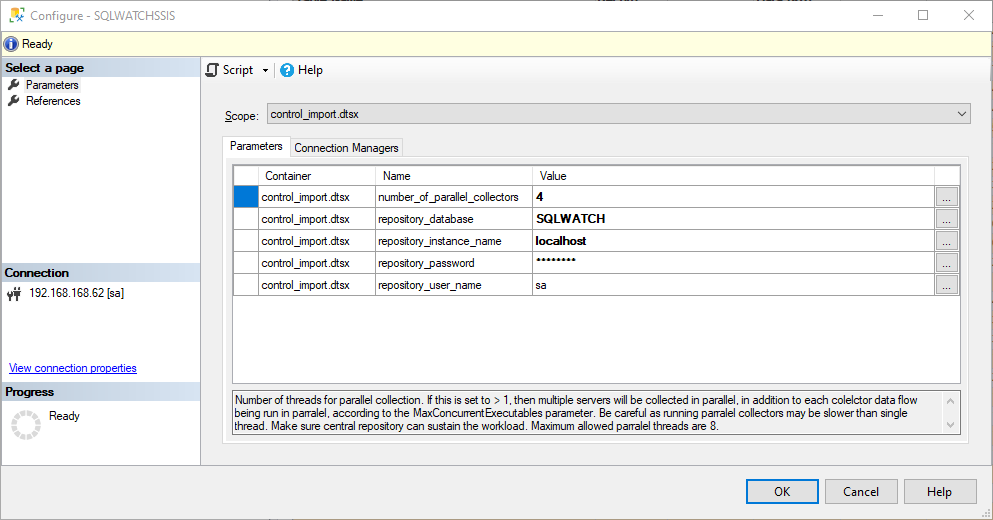 Configure - SQLWATCHSSIS
Ready
Select a page
Parameters
References
Script
Help
Scope: control_import.dtsx
Parameters Connection Managers
Container Name Value
control_import.dtsx number_of_parallel_collectors 4 ...
control_import.dtsx repository_database SQLWATCH ...
control_import.dtsx repository_instance_name localhost ...
control_import.dtsx repository_password ******** ...
control_import.dtsx repository_user_name sa ...
Number of threads for parallel collection. If this is set to > 1, then multiple servers will be collected in parallel, in addition to each colelctor data flow
being run in parralel, according to the MaxConcurrentExecutables parameter. Be careful as running parralel collectors may be slower than single
thread. Make sure central repository can sustain the workload. Maximum allowed parralel threads are 8.
Connection
192.168.168.62 [sa]
View connection properties
Progress
Ready
OK Cancel Help